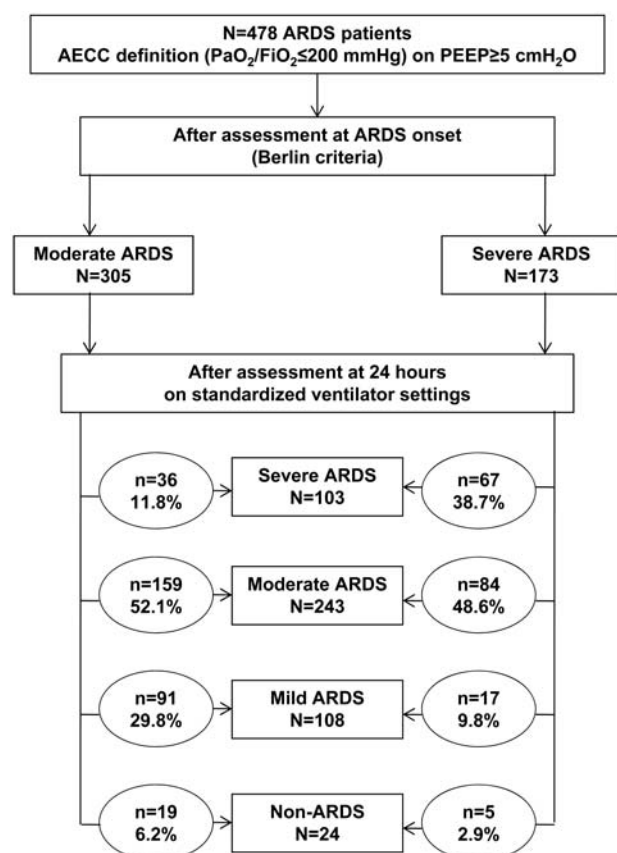 N=478 ARDS patients
AECC definition (PaO₂/FiO₂≤200 mmHg) on PEEP≥5 cmH₂O
After assessment at ARDS onset
(Berlin criteria)
Moderate ARDS
N=305
Severe ARDS
N=173
After assessment at 24 hours
on standardized ventilator settings
n=36
11.8%
Severe ARDS
N=103
n=67
38.7%
n=159
52.1%
Moderate ARDS
N=243
n=84
48.6%
n=91
29.8%
Mild ARDS
N=108
n=17
9.8%
n=19
6.2%
Non-ARDS
N=24
n=5
2.9%